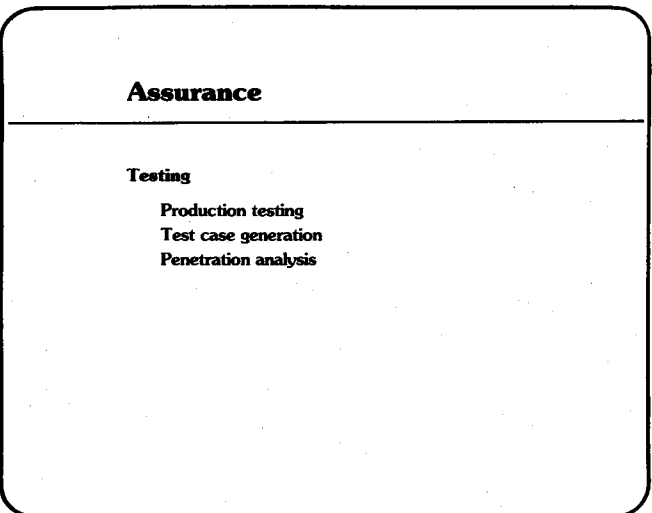 Assurance
Testing
Production testing
Test case generation
Penetration analysis